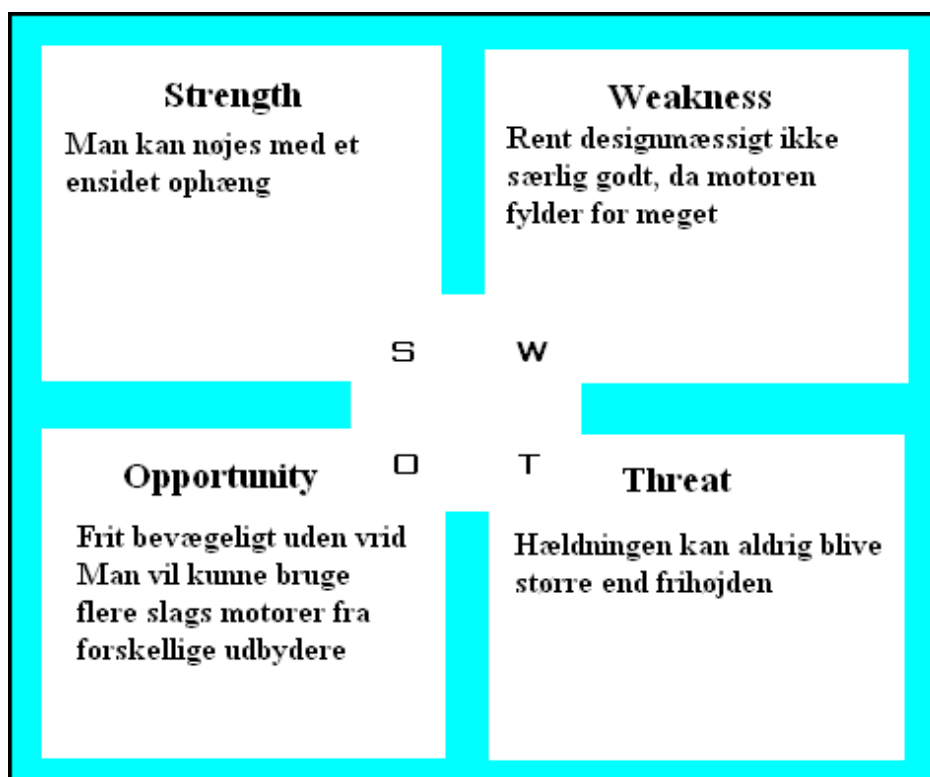 Strength
Man kan nøjes med et
ensidet ophæng
Weakness
Rent designmæssigt ikke
særlig godt, da motoren
fylder for meget
S W
O T
Opportunity
Frit bevægeligt uden vrid
Man vil kunne bruge
flere slags motorer fra
forskellige udbydere
Threat
Hældningen kan aldrig blive
større end frihøjden